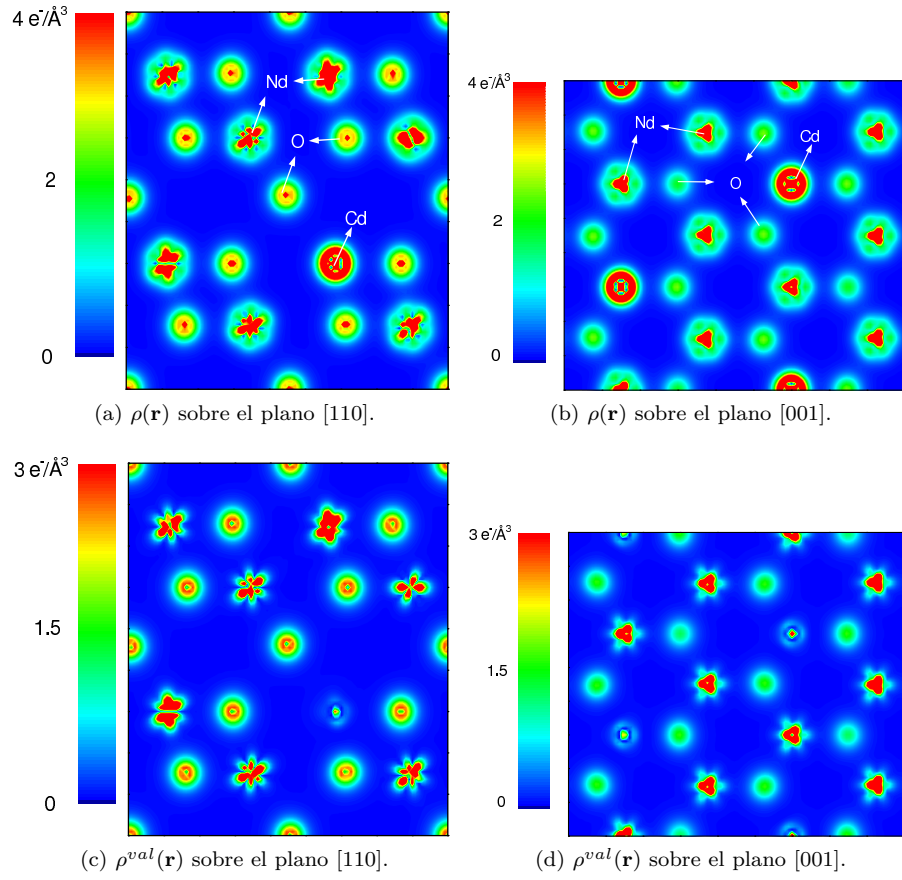 4 e⁻/Å³
2
0
Nd
O
Cd
4 e⁻/Å³
2
0
Nd
Cd
O
(a) ρ(r) sobre el plano [110].
(b) ρ(r) sobre el plano [001].
3 e⁻/Å³
1.5
0
3 e⁻/Å³
1.5
0
(c) ρᵛᵃˡ(r) sobre el plano [110].
(d) ρᵛᵃˡ(r) sobre el plano [001].